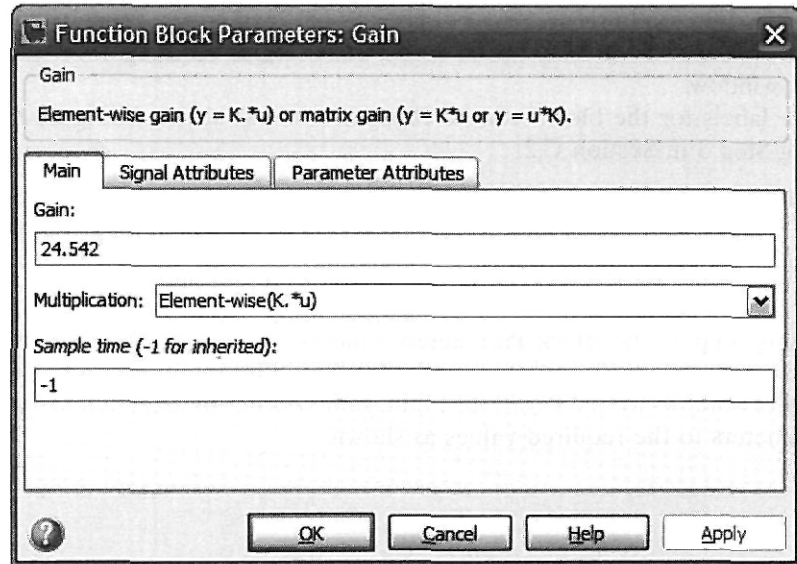 Function Block Parameters: Gain
Gain
Element-wise gain (y = K.*u) or matrix gain (y = K*u or y = u*K).
Main Signal Attributes Parameter Attributes
Gain:
24.542
Multiplication: Element-wise(K.*u)
Sample time (-1 for inherited):
-1
OK Cancel Help Apply